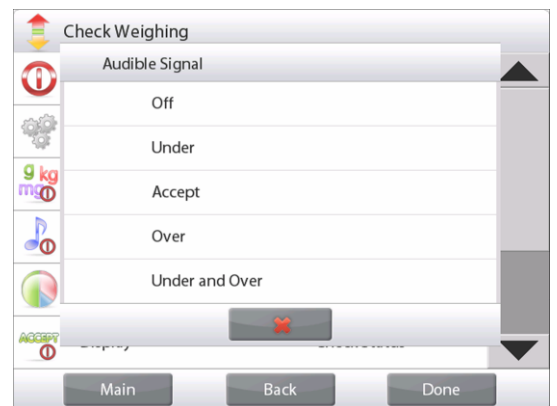 Check Weighing
Audible Signal
Off
Under
g kg
mg
Accept
Over
Under and Over
ACCEPT
Main
Back
Done